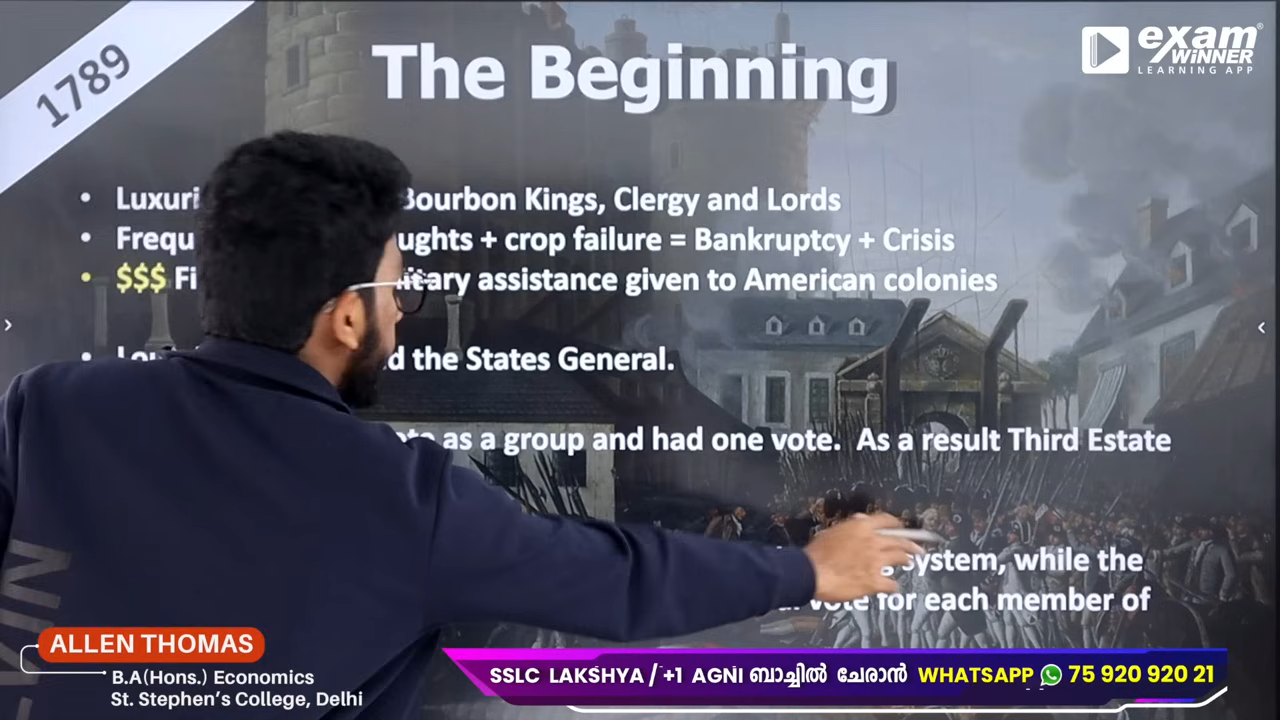 1789
The Beginning
exam
WINNER
LEARNING APP
• Luxuri Bourbon Kings, Clergy and Lords
• Frequ ughts + crop failure = Bankruptcy + Crisis
• $$$ Fi itary assistance given to American colonies
• d the States General.
as a group and had one vote. As a result Third Estate
system, while the
vote for each member of
ALLEN THOMAS
B.A(Hons.) Economics
St. Stephen's College, Delhi
SSLC LAKSHYA / +1 AGNI ബാച്ചിൽ ചേരാൻ WHATSAPP 75 920 920 21